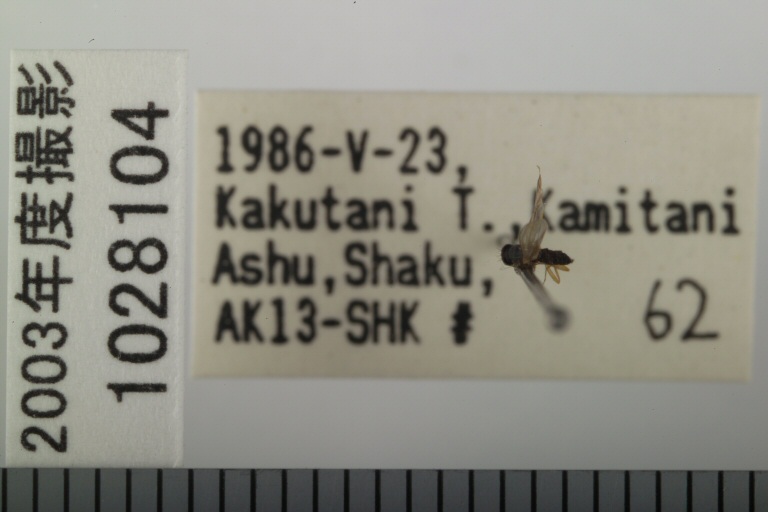 2003年度撮影
1028104
1986-V-23,
Kakutani T.,Kamitani
Ashu,Shaku,
AK13-SHK # 62